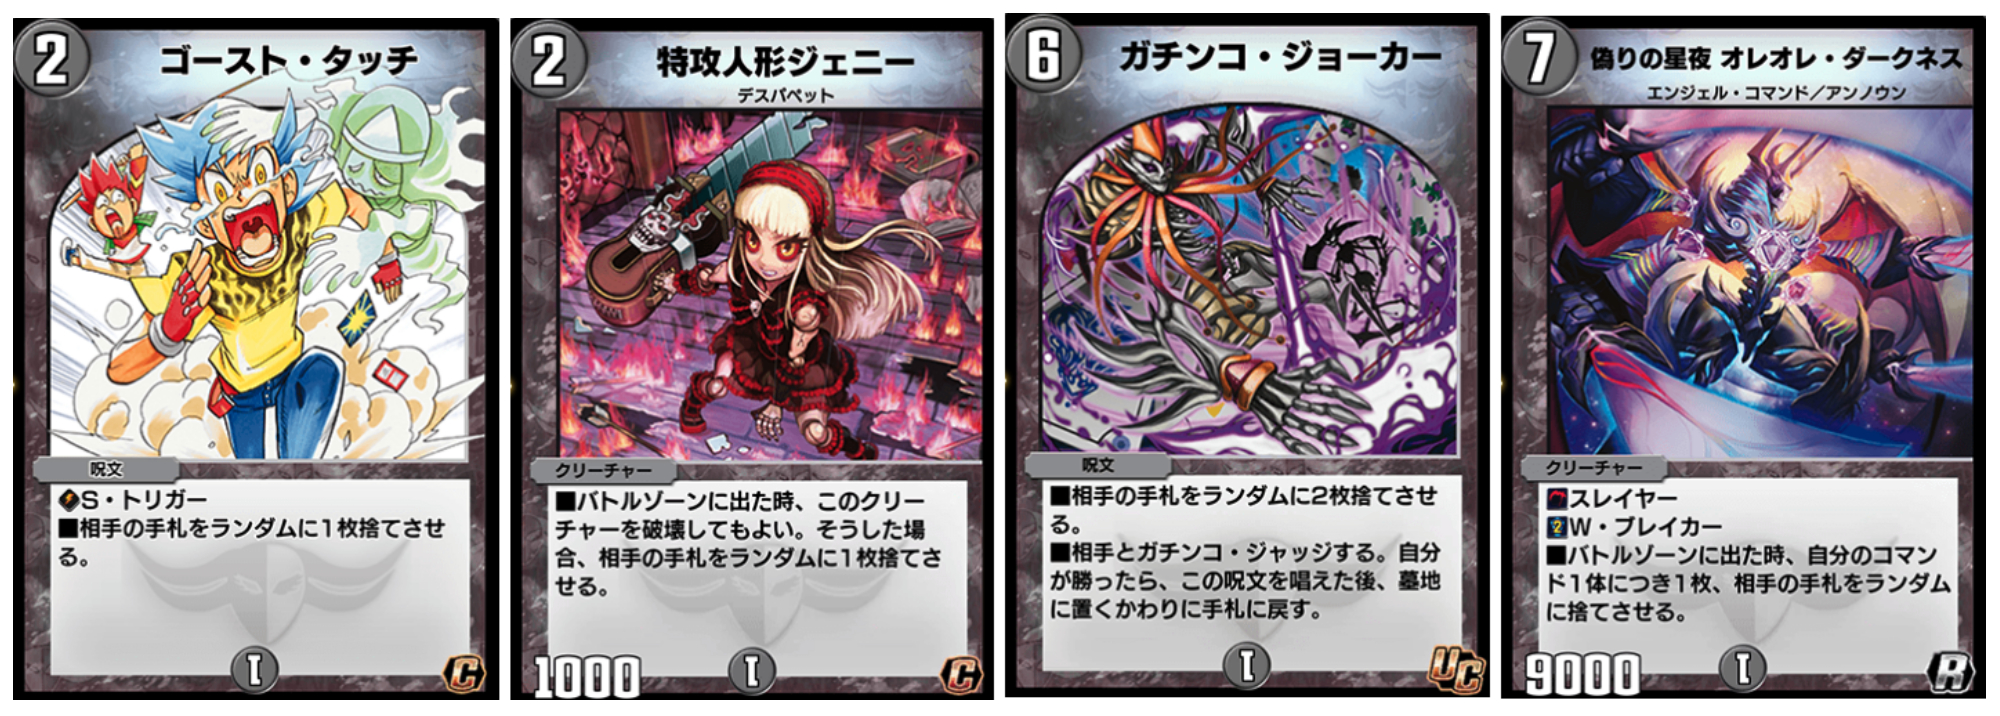 2
ゴースト・タッチ
呪文
S・トリガー
■相手の手札をランダムに1枚捨てさせ
る。
I
C
2
特攻人形ジェニー
デスパペット
クリーチャー
■バトルゾーンに出た時、このクリー
チャーを破壊してもよい。そうした場
合、相手の手札をランダムに1枚捨てさ
せる。
1000
I
C
6
ガチンコ・ジョーカー
呪文
■相手の手札をランダムに2枚捨てさせ
る。
■相手とガチンコ・ジャッジする。自分
が勝ったら、この呪文を唱えた後、墓地
に置くかわりに手札に戻す。
I
UC
7
偽りの星夜 オレオレ・ダークネス
エンジェル・コマンド／アンノウン
クリーチャー
スレイヤー
2 W・ブレイカー
■バトルゾーンに出た時、自分のコマン
ド1体につき1枚、相手の手札をランダム
に捨てさせる。
9000
I
R